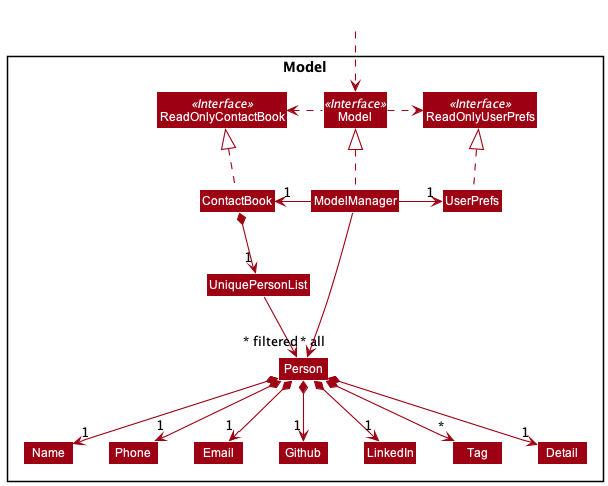 Model
«Interface»
ReadOnlyContactBook
«Interface»
Model
«Interface»
ReadOnlyUserPrefs
ContactBook
1
ModelManager
1
UserPrefs
1
UniquePersonList
* filtered
* all
Person
1
1
1
1
1
*
1
Name
Phone
Email
Github
LinkedIn
Tag
Detail